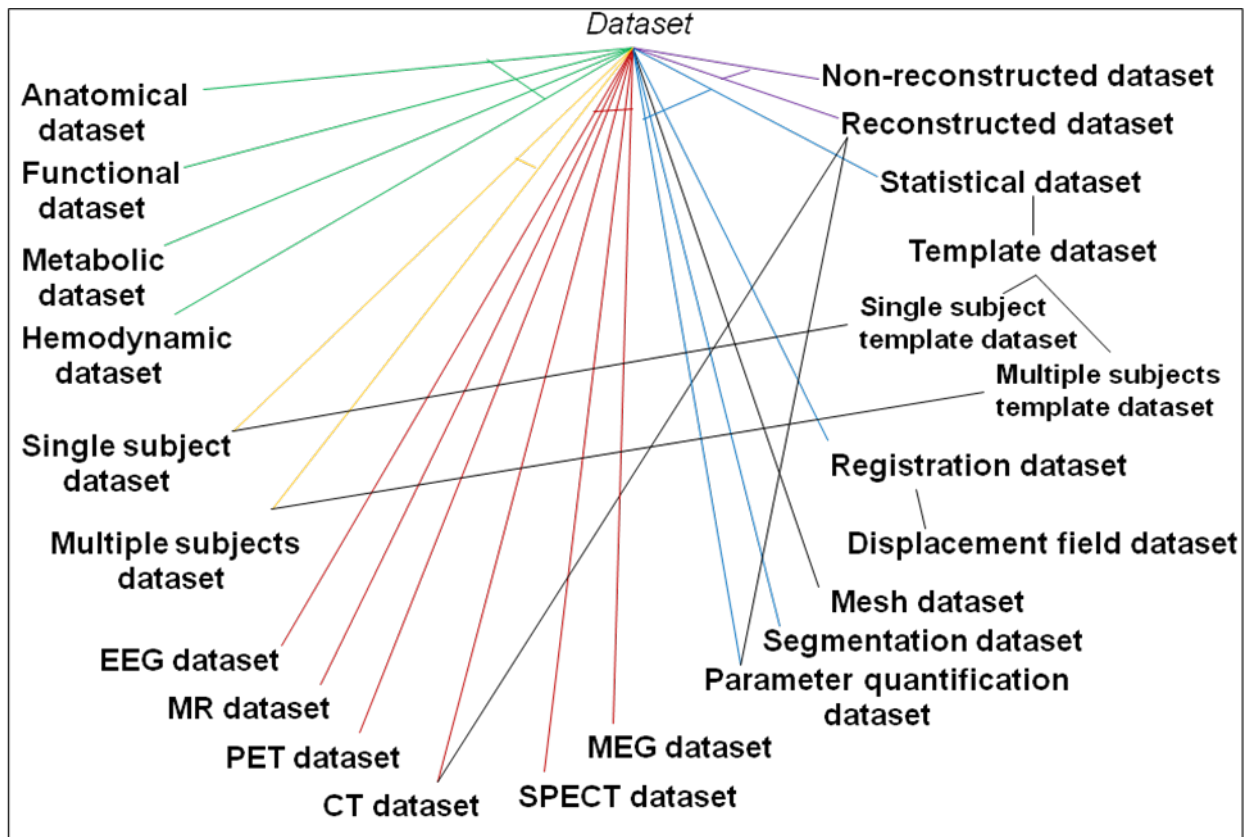 Dataset
Anatomical
dataset
Functional
dataset
Metabolic
dataset
Hemodynamic
dataset
Single subject
dataset
Multiple subjects
dataset
EEG dataset
MR dataset
PET dataset
CT dataset
SPECT dataset
MEG dataset
Non-reconstructed dataset
Reconstructed dataset
Statistical dataset
Template dataset
Single subject
template dataset
Multiple subjects
template dataset
Registration dataset
Displacement field dataset
Mesh dataset
Segmentation dataset
Parameter quantification
dataset